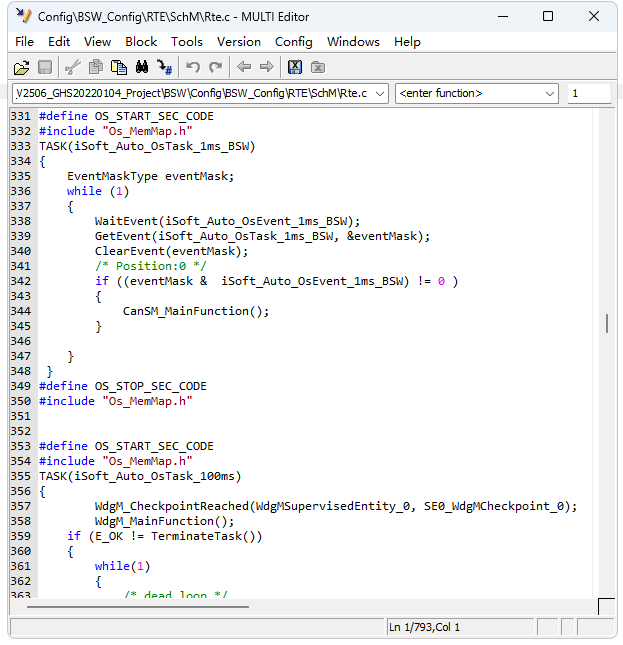 Config\BSW_Config\RTE\SchM\Rte.c - MULTI Editor
File Edit View Block Tools Version Config Windows Help
V2506_GHS20220104_Project\BSW\Config\BSW_Config\RTE\SchM\Rte.c <enter function> 1
331 #define OS_START_SEC_CODE
332 #include "Os_MemMap.h"
333 TASK(iSoft_Auto_OsTask_1ms_BSW)
334 {
335     EventMaskType eventMask;
336     while (1)
337     {
338         WaitEvent(iSoft_Auto_OsEvent_1ms_BSW);
339         GetEvent(iSoft_Auto_OsTask_1ms_BSW, &eventMask);
340         ClearEvent(eventMask);
341         /* Position:0 */
342         if ((eventMask &  iSoft_Auto_OsEvent_1ms_BSW) != 0 )
343         {
344             CanSM_MainFunction();
345         }
346
347     }
348  }
349 #define OS_STOP_SEC_CODE
350 #include "Os_MemMap.h"
351
352
353 #define OS_START_SEC_CODE
354 #include "Os_MemMap.h"
355 TASK(iSoft_Auto_OsTask_100ms)
356 {
357         WdgM_CheckpointReached(WdgMSupervisedEntity_0, SE0_WdgMCheckpoint_0);
358         WdgM_MainFunction();
359     if (E_OK != TerminateTask())
360     {
361         while(1)
362         {
363             /* dead loop */
Ln 1/793,Col 1